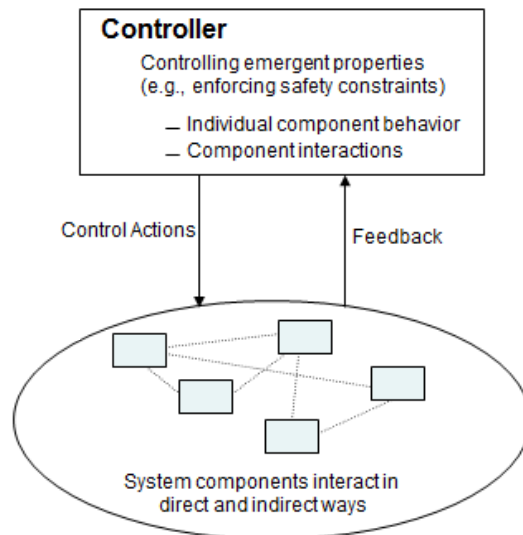 Controller
Controlling emergent properties
(e.g., enforcing safety constraints)
– Individual component behavior
– Component interactions
Control Actions
Feedback
System components interact in
direct and indirect ways